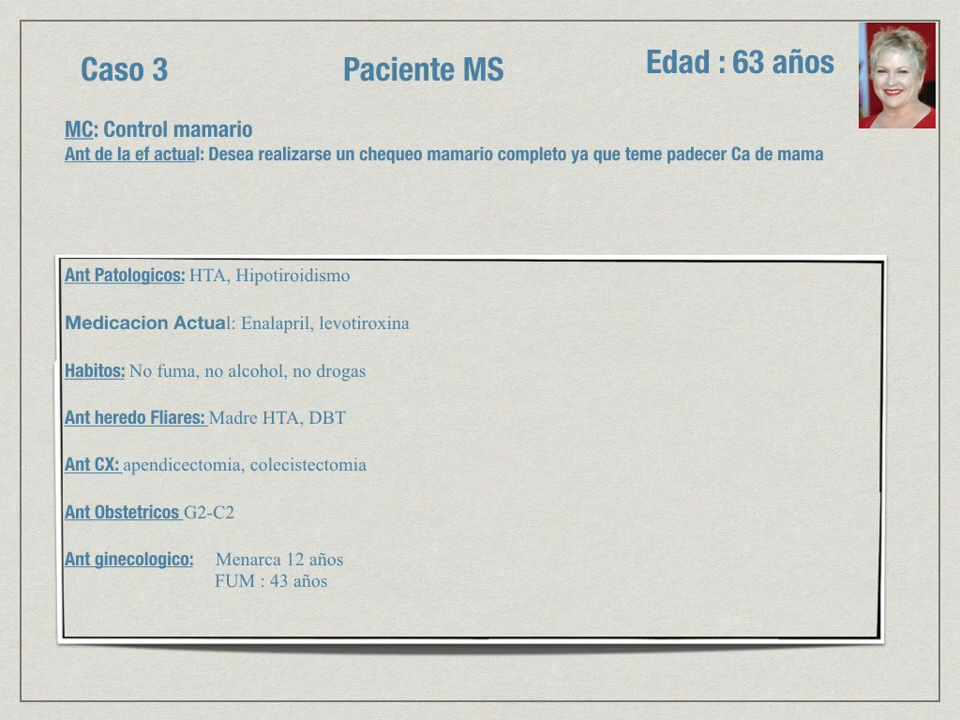 Caso 3
Paciente MS
Edad : 63 años
MC: Control mamario
Ant de la ef actual: Desea realizarse un chequeo mamario completo ya que teme padecer Ca de mama
Ant Patologicos: HTA, Hipotiroidismo
Medicacion Actual: Enalapril, levotiroxina
Habitos: No fuma, no alcohol, no drogas
Ant heredo Fliares: Madre HTA, DBT
Ant CX: apendicectomia, colecistectomia
Ant Obstetricos G2-C2
Ant ginecologico: Menarca 12 años
FUM : 43 años